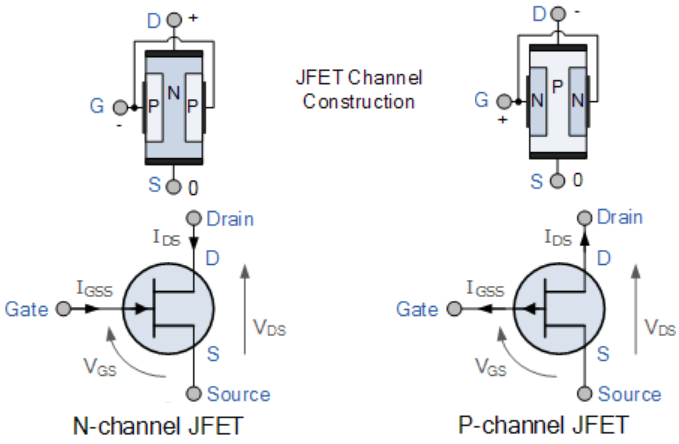 D +
D -
JFET Channel
Construction
P N P
N P N
G
-
G
+
S 0
S 0
Drain
Drain
IDS
D
IDS
D
IGSS
IGSS
Gate
Gate
VDS
VDS
VGS
S
VGS
S
Source
Source
N-channel JFET
P-channel JFET